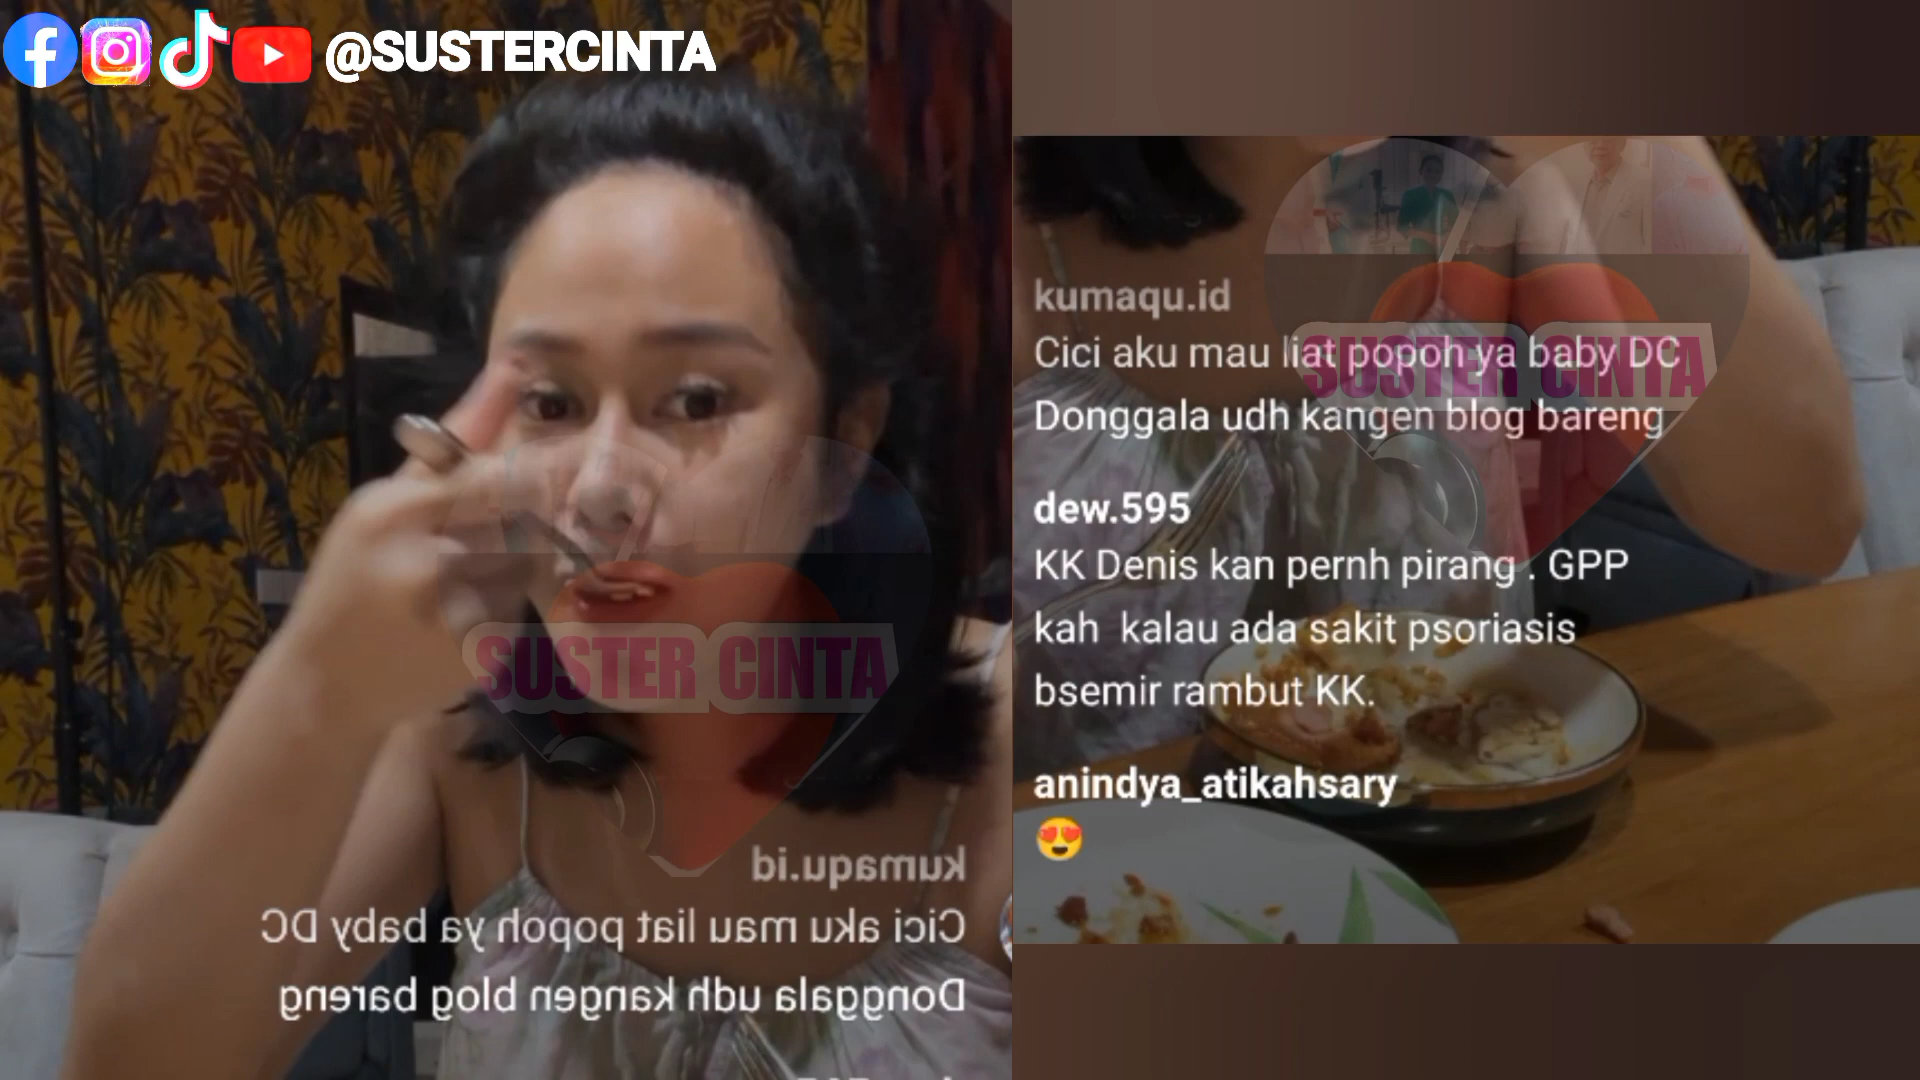 @SUSTERCINTA
SUSTER CINTA
kumaqu.id
Cici aku mau liat popoh ya baby DC
Donggala udh kangen blog bareng
kumaqu.id
Cici aku mau liat popoh ya baby DC
SUSTER CINTA
Donggala udh kangen blog bareng
dew.595
KK Denis kan pernh pirang . GPP
kah kalau ada sakit psoriasis
bsemir rambut KK.
anindya_atikahsary
😍